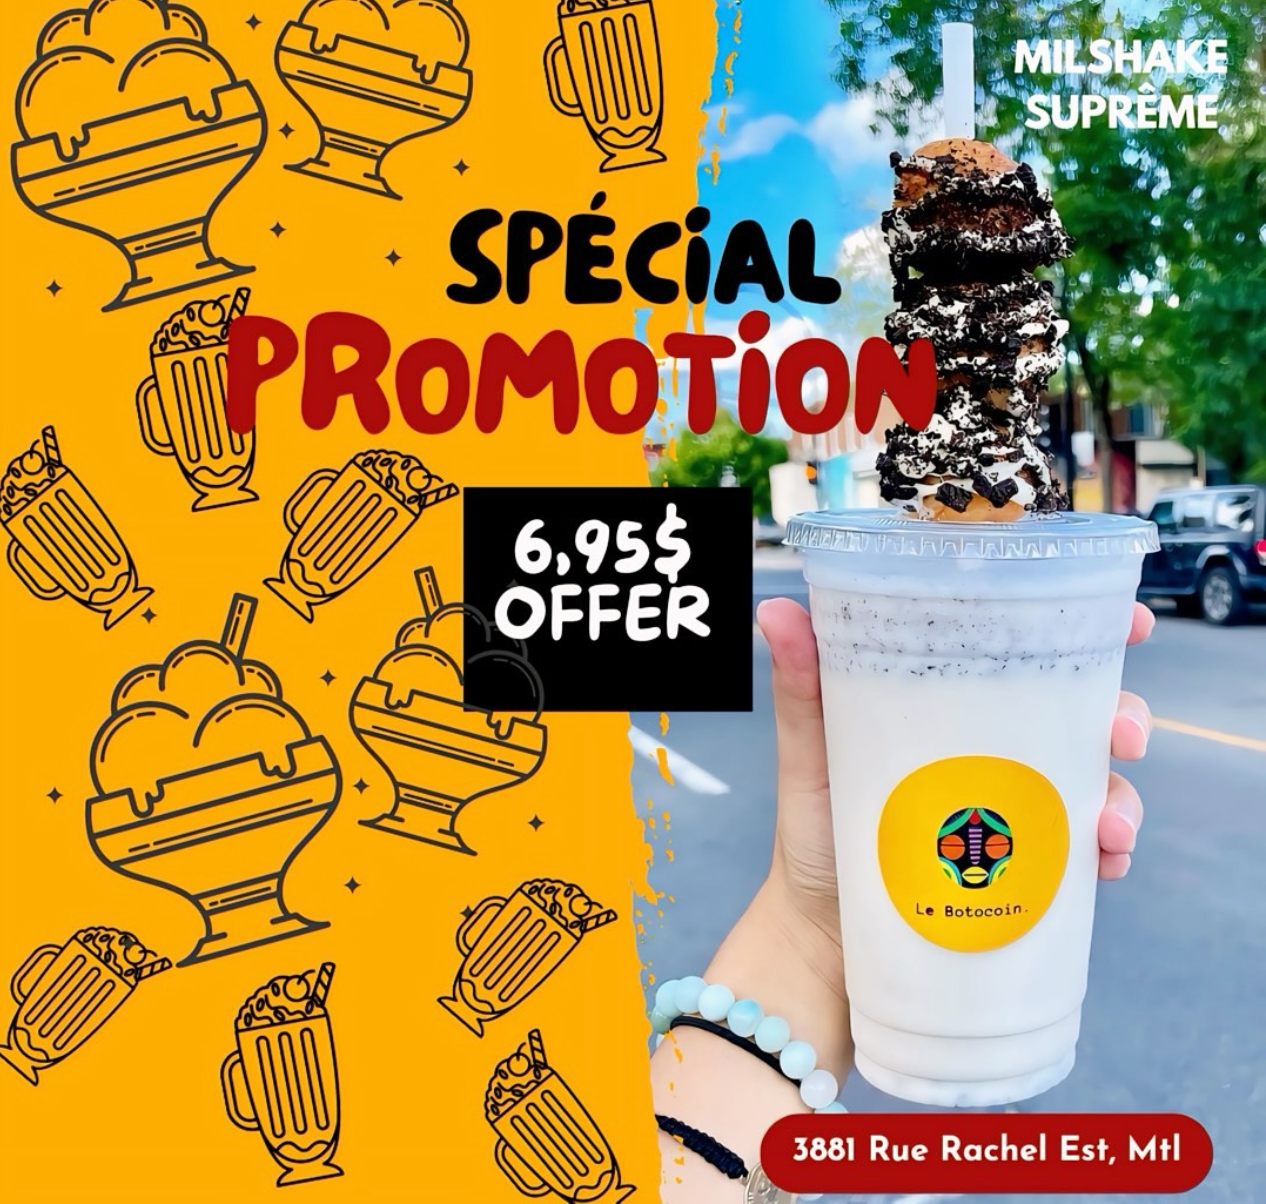 MILSHAKE
SUPRÊME
SPÉCIAL
PROMOTION
6,95$
OFFER
Le Botocoin.
3881 Rue Rachel Est, Mtl